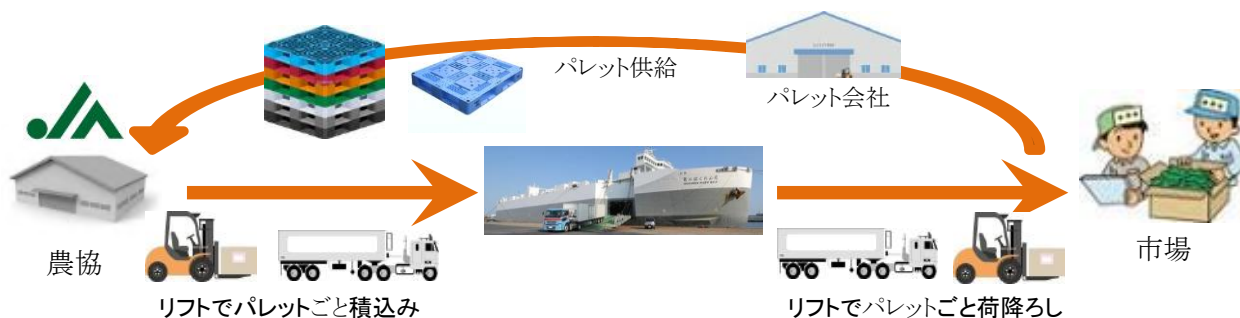 パレット供給
パレット会社
JA
農協
市場
リフトでパレットごと積込み
リフトでパレットごと荷降ろし